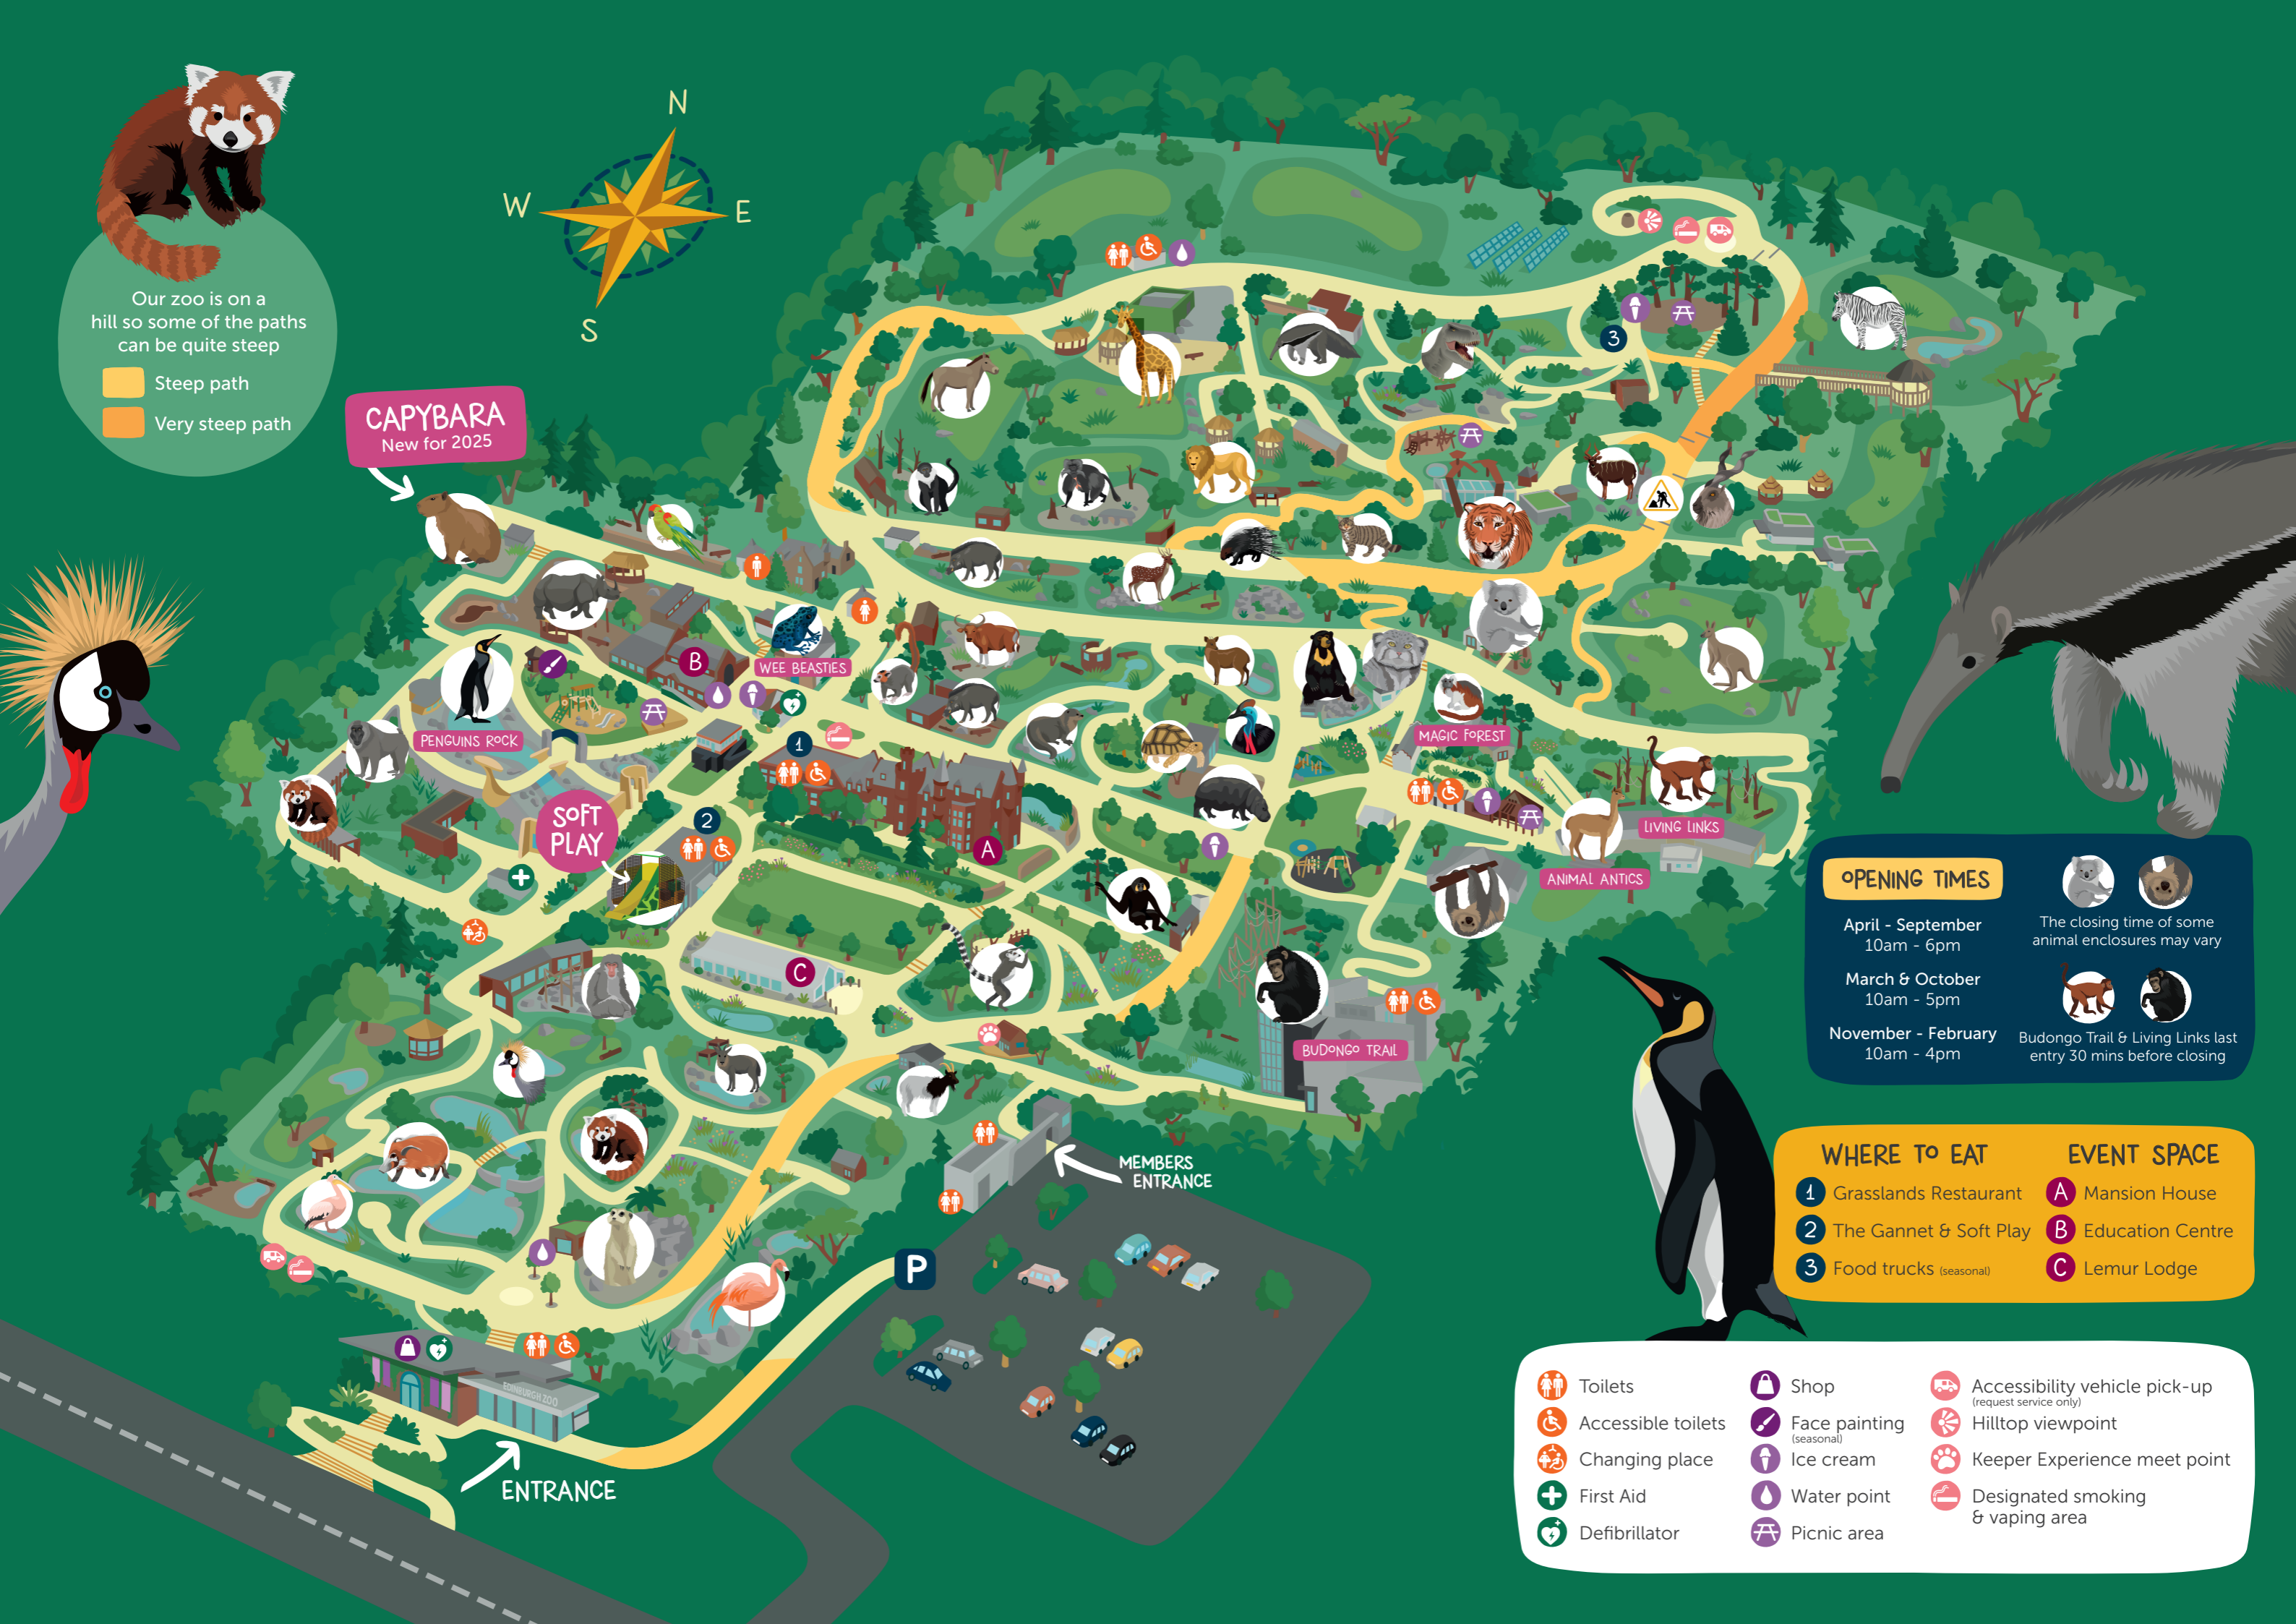 N
W
E
S
Our zoo is on a
hill so some of the paths
can be quite steep
Steep path
Very steep path
CAPYBARA
New for 2025
3
B
WEE BEASTIES
PENGUINS ROCK
1
MAGIC FOREST
SOFT
PLAY
2
A
LIVING LINKS
ANIMAL ANTICS
C
BUDONGO TRAIL
MEMBERS
ENTRANCE
P
EDINBURGH ZOO
ENTRANCE
OPENING TIMES
April - September
10am - 6pm
March & October
10am - 5pm
November - February
10am - 4pm
The closing time of some
animal enclosures may vary
Budongo Trail & Living Links last
entry 30 mins before closing
WHERE TO EAT
1 Grasslands Restaurant
2 The Gannet & Soft Play
3 Food trucks (seasonal)
EVENT SPACE
A Mansion House
B Education Centre
C Lemur Lodge
Toilets
Accessible toilets
Changing place
First Aid
Defibrillator
Shop
Face painting
(seasonal)
Ice cream
Water point
Picnic area
Accessibility vehicle pick-up
(request service only)
Hilltop viewpoint
Keeper Experience meet point
Designated smoking
& vaping area